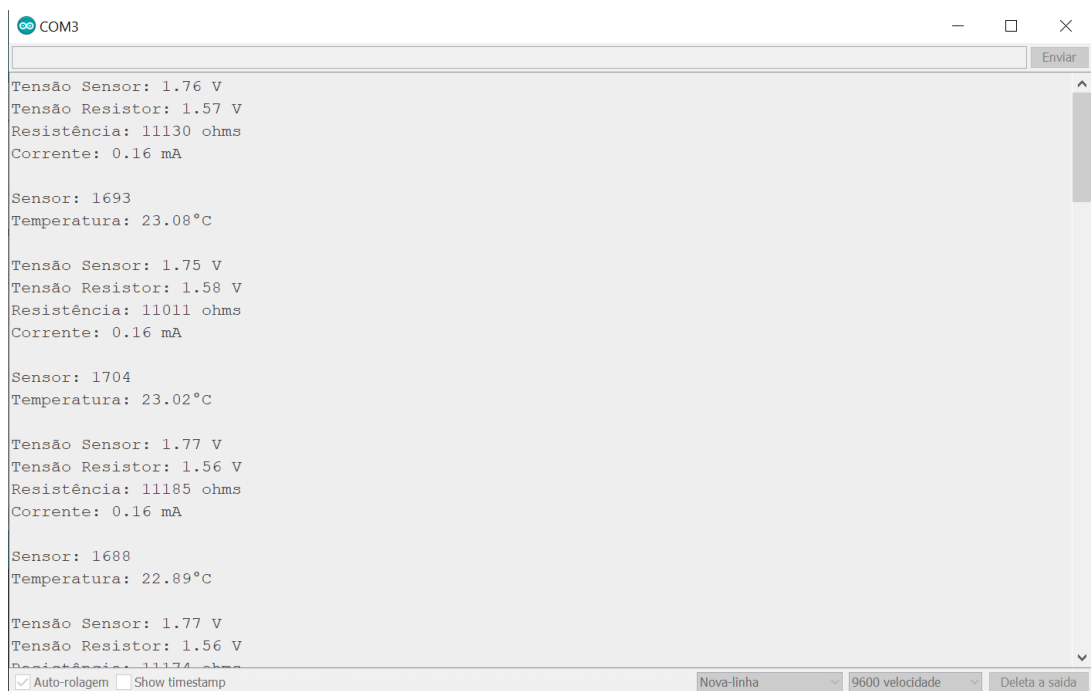 COM3
Enviar
Tensão Sensor: 1.76 V
Tensão Resistor: 1.57 V
Resistência: 11130 ohms
Corrente: 0.16 mA
Sensor: 1693
Temperatura: 23.08°C
Tensão Sensor: 1.75 V
Tensão Resistor: 1.58 V
Resistência: 11011 ohms
Corrente: 0.16 mA
Sensor: 1704
Temperatura: 23.02°C
Tensão Sensor: 1.77 V
Tensão Resistor: 1.56 V
Resistência: 11185 ohms
Corrente: 0.16 mA
Sensor: 1688
Temperatura: 22.89°C
Tensão Sensor: 1.77 V
Tensão Resistor: 1.56 V
Resistência: 11174 ohms
Auto-rolagem Show timestamp Nova-linha 9600 velocidade Deleta a saida